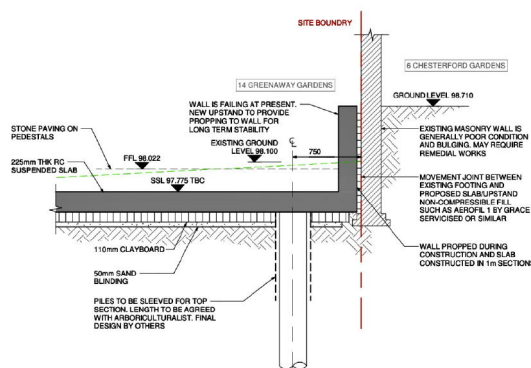 SITE BOUNDRY
6 CHESTERFORD GARDENS
14 GREENAWAY GARDENS
GROUND LEVEL 98.710
WALL IS FAILING AT PRESENT.
NEW UPSTAND TO PROVIDE
PROPPING TO WALL FOR
LONG TERM STABILITY
STONE PAVING ON
PEDESTALS
EXISTING GROUND
LEVEL 98.100
CL
750
EXISTING MASONRY WALL IS
GENERALLY POOR CONDITION
AND BULGING. MAY REQUIRE
REMEDIAL WORKS
FFL 98.022
225mm THK RC
SUSPENDED SLAB
SSL 97.775 TBC
MOVEMENT JOINT BETWEEN
EXISTING FOOTING AND
PROPOSED SLAB/UPSTAND
NON-COMPRESSIBLE FILL
SUCH AS AEROFIL 1 BY GRACE
SERVICISED OR SIMILAR
110mm CLAYBOARD
WALL PROPPED DURING
CONSTRUCTION AND SLAB
CONSTRUCTED IN 1m SECTIONS
50mm SAND
BLINDING
PILES TO BE SLEEVED FOR TOP
SECTION. LENGTH TO BE AGREED
WITH ARBORICULTURALIST. FINAL
DESIGN BY OTHERS